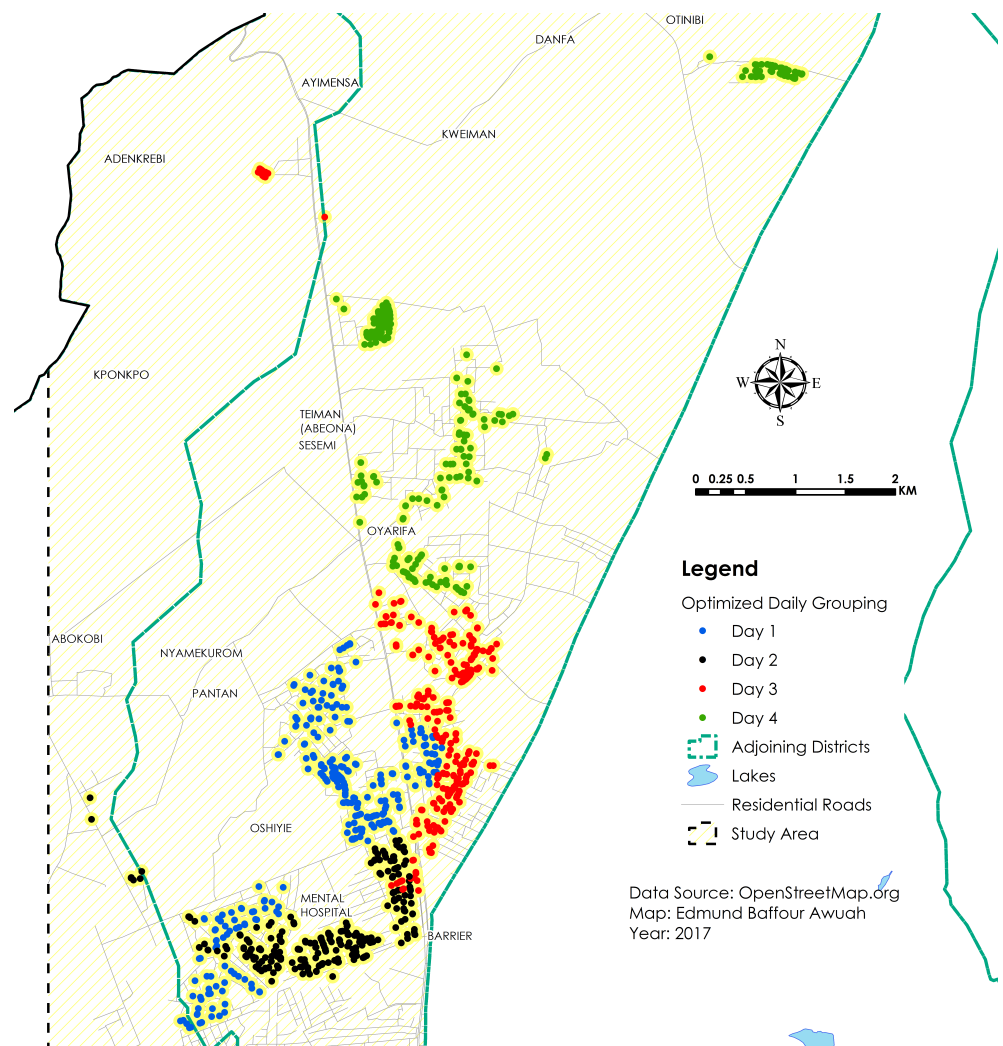 OTINIBI
DANFA
AYIMENSA
KWEIMAN
ADENKREBI
N
W E
S
KPONKPO
TEIMAN
(ABEONA)
SESEMI
0 0.25 0.5 1 1.5 2
KM
OYARIFA
Legend
Optimized Daily Grouping
Day 1
Day 2
Day 3
Day 4
Adjoining Districts
Lakes
Residential Roads
Study Area
ABOKOBI
NYAMEKUROM
PANTAN
OSHIYIE
MENTAL
HOSPITAL
BARRIER
Data Source: OpenStreetMap.org
Map: Edmund Baffour Awuah
Year: 2017